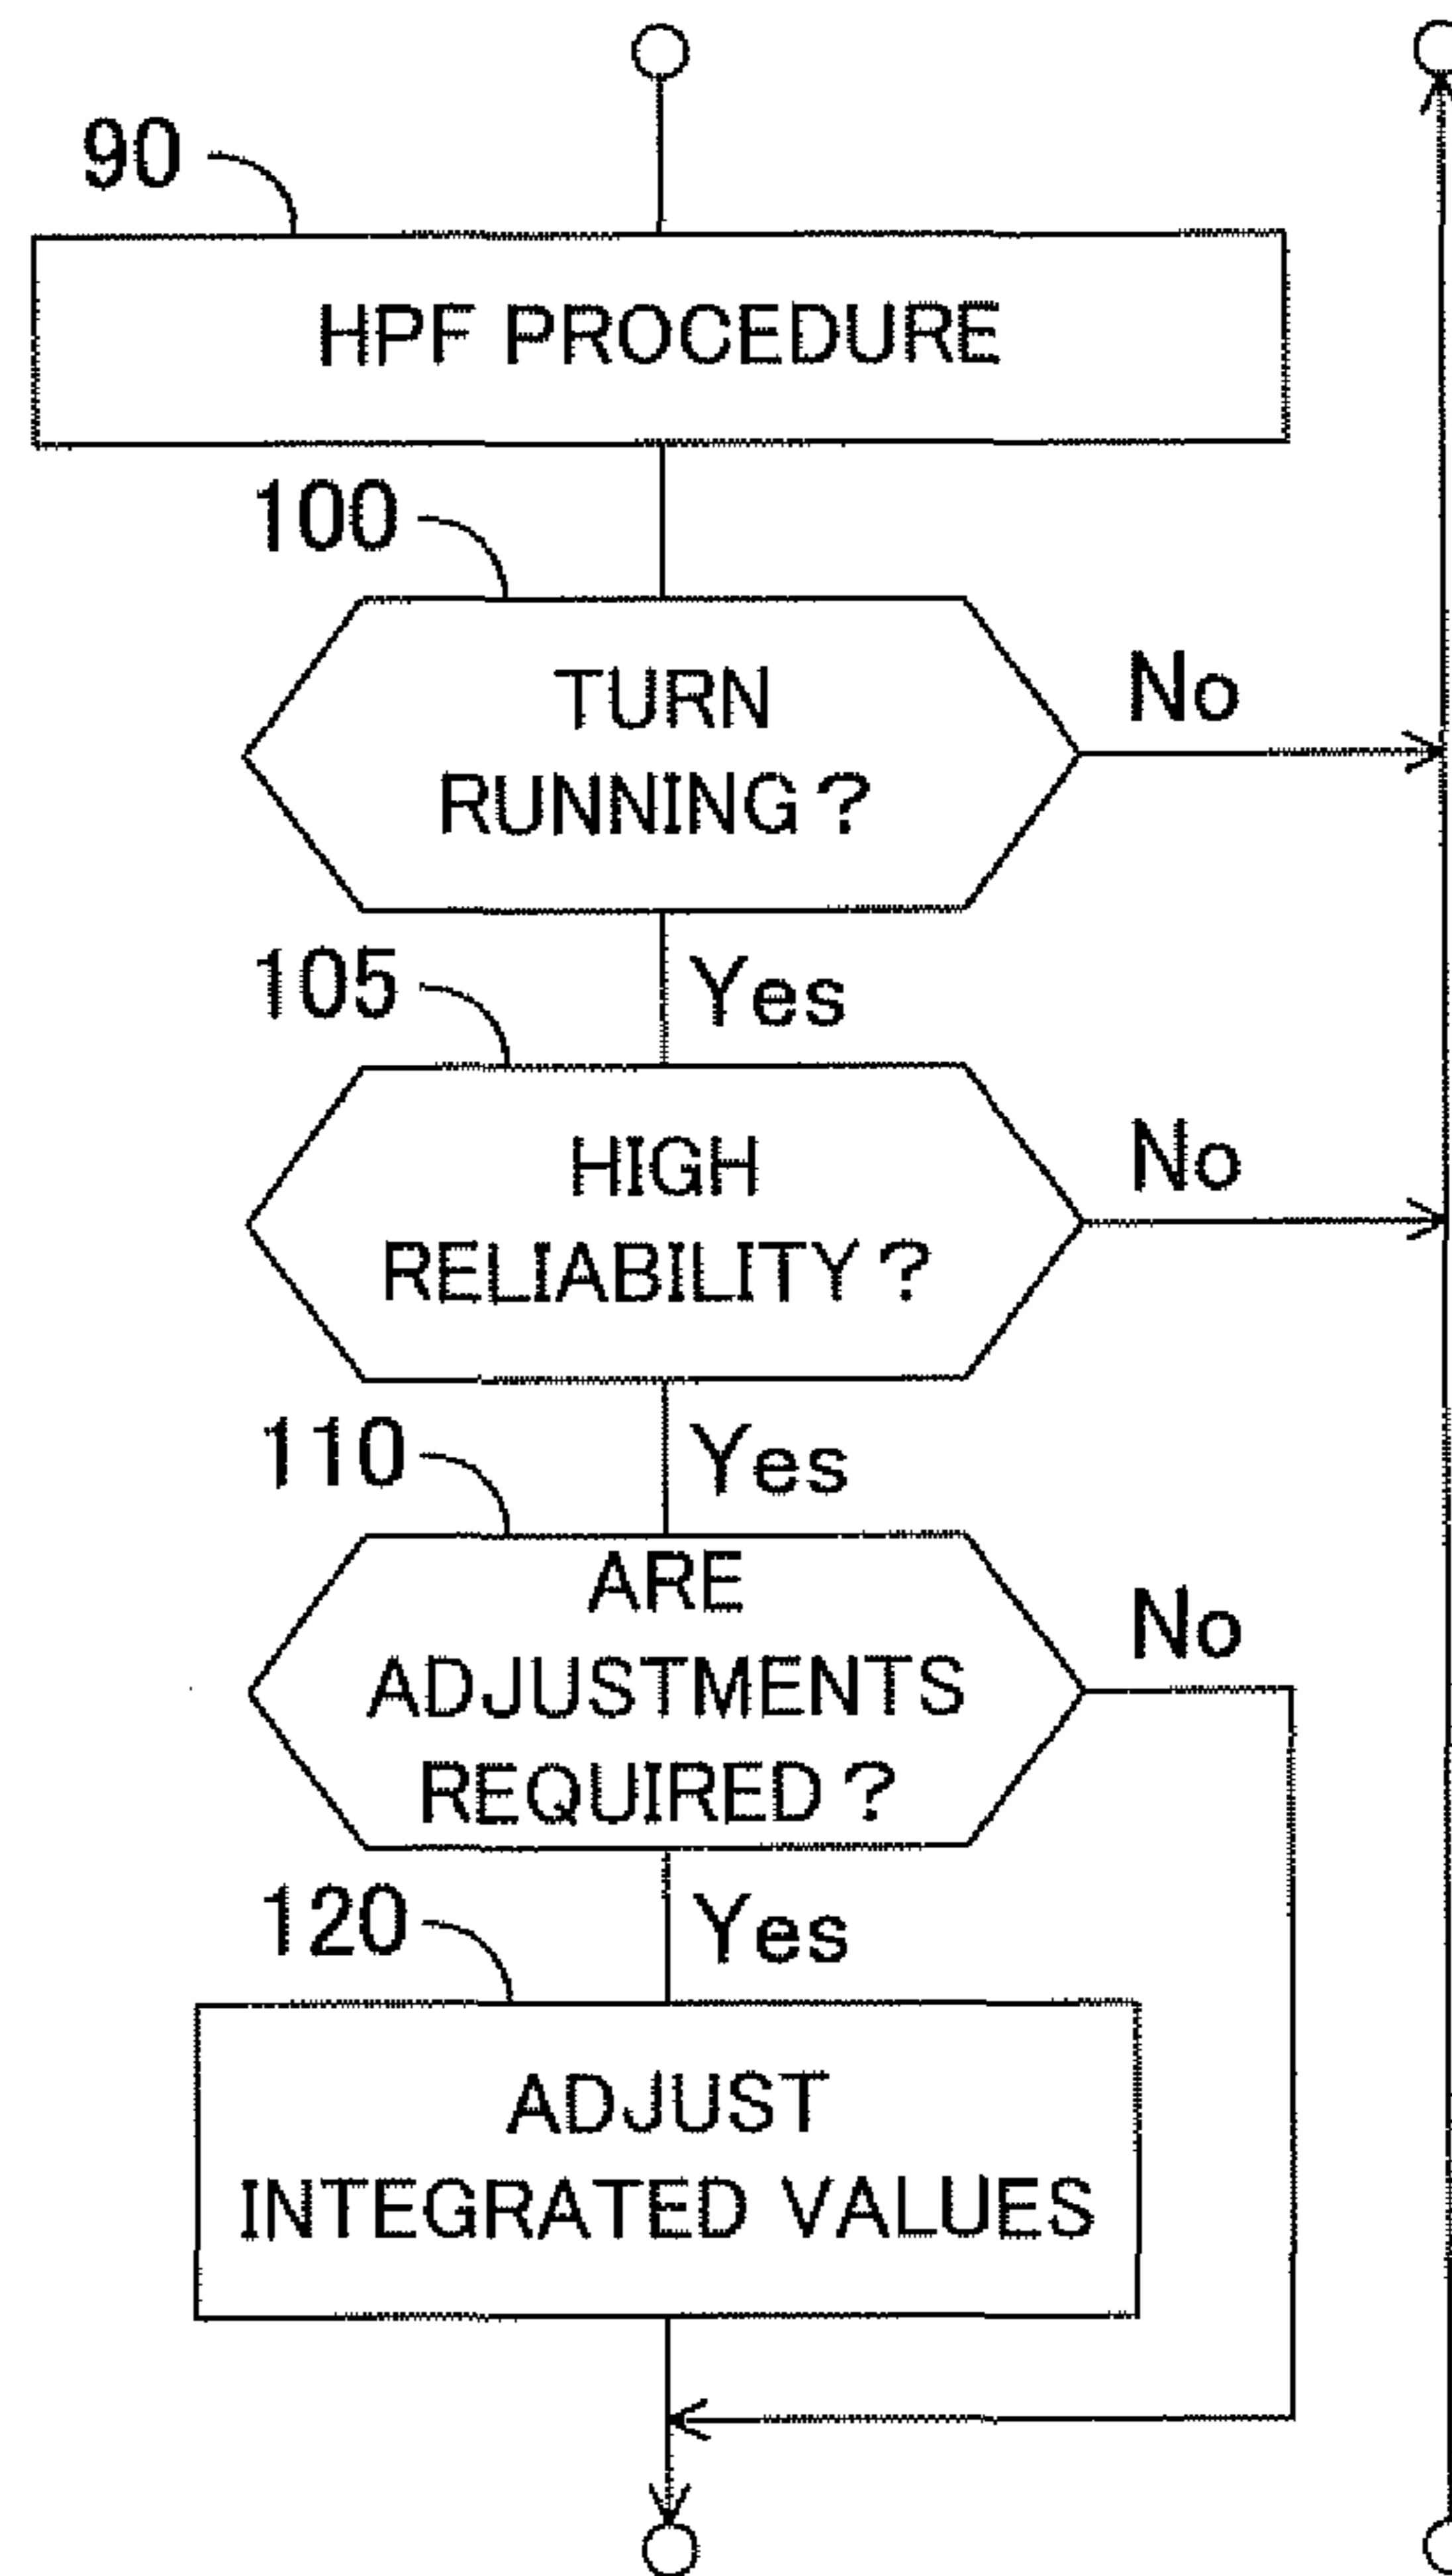 90
HPF PROCEDURE
100
TURN
RUNNING?
No
Yes
105
HIGH
RELIABILITY?
No
Yes
110
ARE
ADJUSTMENTS
REQUIRED?
No
Yes
120
ADJUST
INTEGRATED VALUES